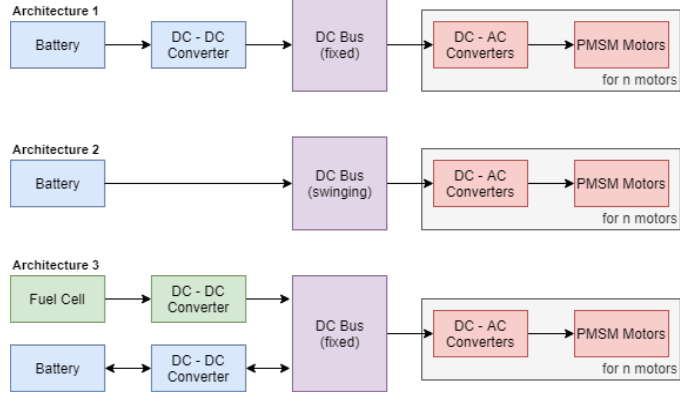 Architecture 1
Battery
DC - DC
Converter
DC Bus
(fixed)
DC - AC
Converters
PMSM Motors
for n motors
Architecture 2
Battery
DC Bus
(swinging)
DC - AC
Converters
PMSM Motors
for n motors
Architecture 3
Fuel Cell
DC - DC
Converter
DC Bus
(fixed)
DC - AC
Converters
PMSM Motors
for n motors
Battery
DC - DC
Converter